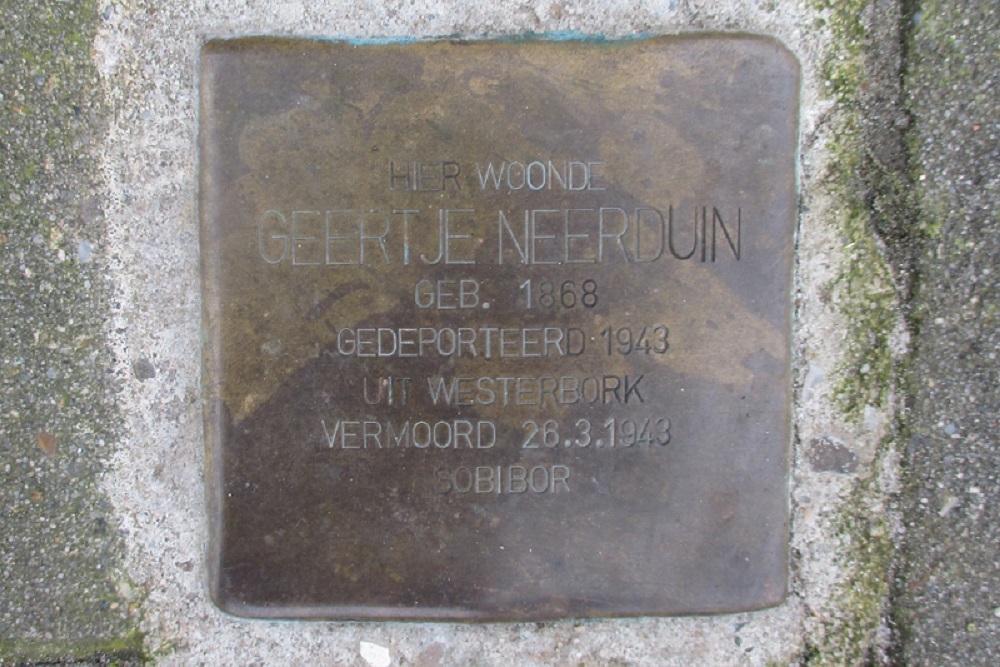 HIER WOONDE
GEERTJE NEERDUIN
GEB. 1868
GEDEPORTEERD 1943
UIT WESTERBORK
VERMOORD 26.3.1943
SOBIBOR